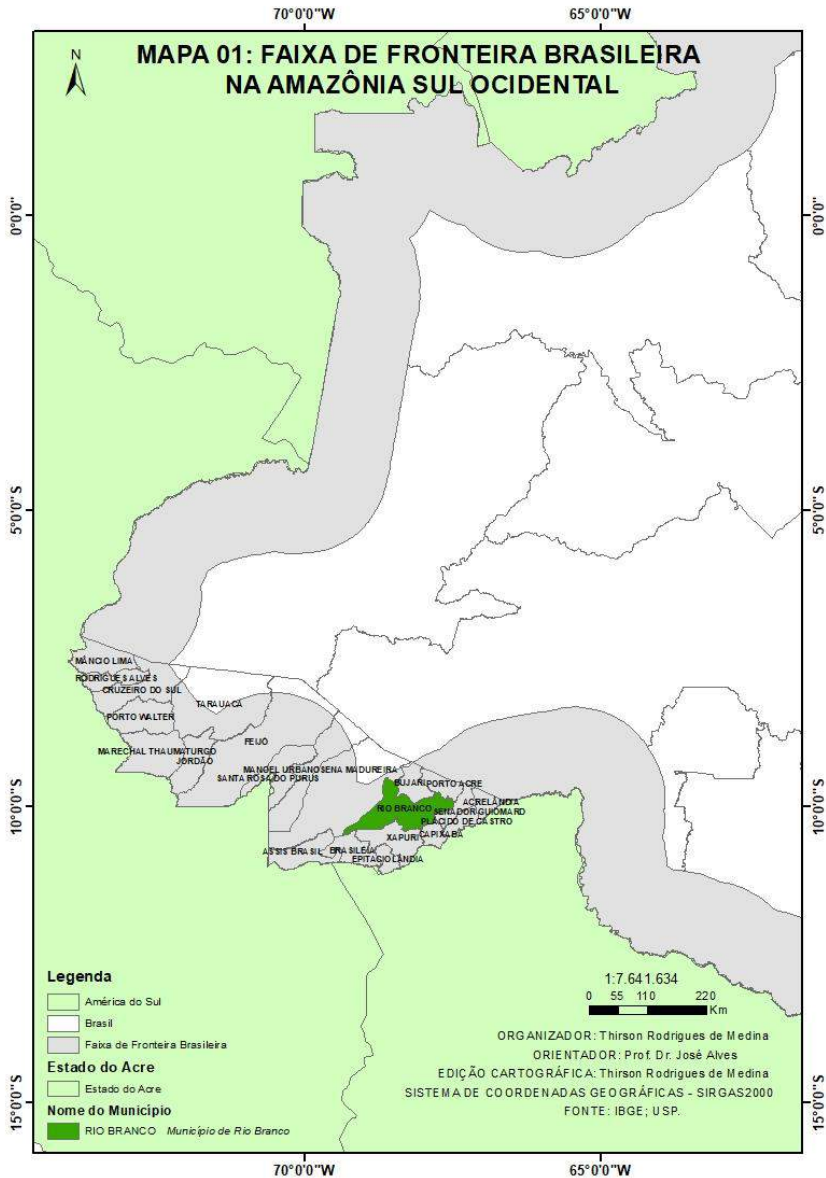 70°0'0"W 65°0'0"W
MAPA 01: FAIXA DE FRONTEIRA BRASILEIRA
NA AMAZÔNIA SUL OCIDENTAL
N
0°0'0"
0°0'0"
5°0'0"S
5°0'0"S
MÂNCIO LIMA
RODRIGUES ALVES
CRUZEIRO DO SUL
TARAUACÁ
PORTO WALTER
FEIJÓ
MARECHAL THAUMATURGO
JORDÃO
MANOEL URBANO SENA MADUREIRA
SANTA ROSA DO PURUS
BUJARI PORTO ACRE
ACRELÂNDIA
RIO BRANCO
SENADOR GUIOMARD
PLÁCIDO DE CASTRO
10°0'0"S
10°0'0"S
XAPURI CAPIXABA
ASSIS BRASIL BRASILÉIA
EPITACIOLÂNDIA
Legenda
América do Sul
Brasil
Faixa de Fronteira Brasileira
Estado do Acre
Estado do Acre
Nome do Município
RIO BRANCO Município de Rio Branco
1:7.641.634
0 55 110 220
Km
ORGANIZADOR: Thirson Rodrigues de Medina
ORIENTADOR: Prof. Dr. José Alves
EDIÇÃO CARTOGRÁFICA: Thirson Rodrigues de Medina
SISTEMA DE COORDENADAS GEOGRÁFICAS - SIRGAS2000
FONTE: IBGE; USP.
15°0'0"S
15°0'0"S
70°0'0"W 65°0'0"W